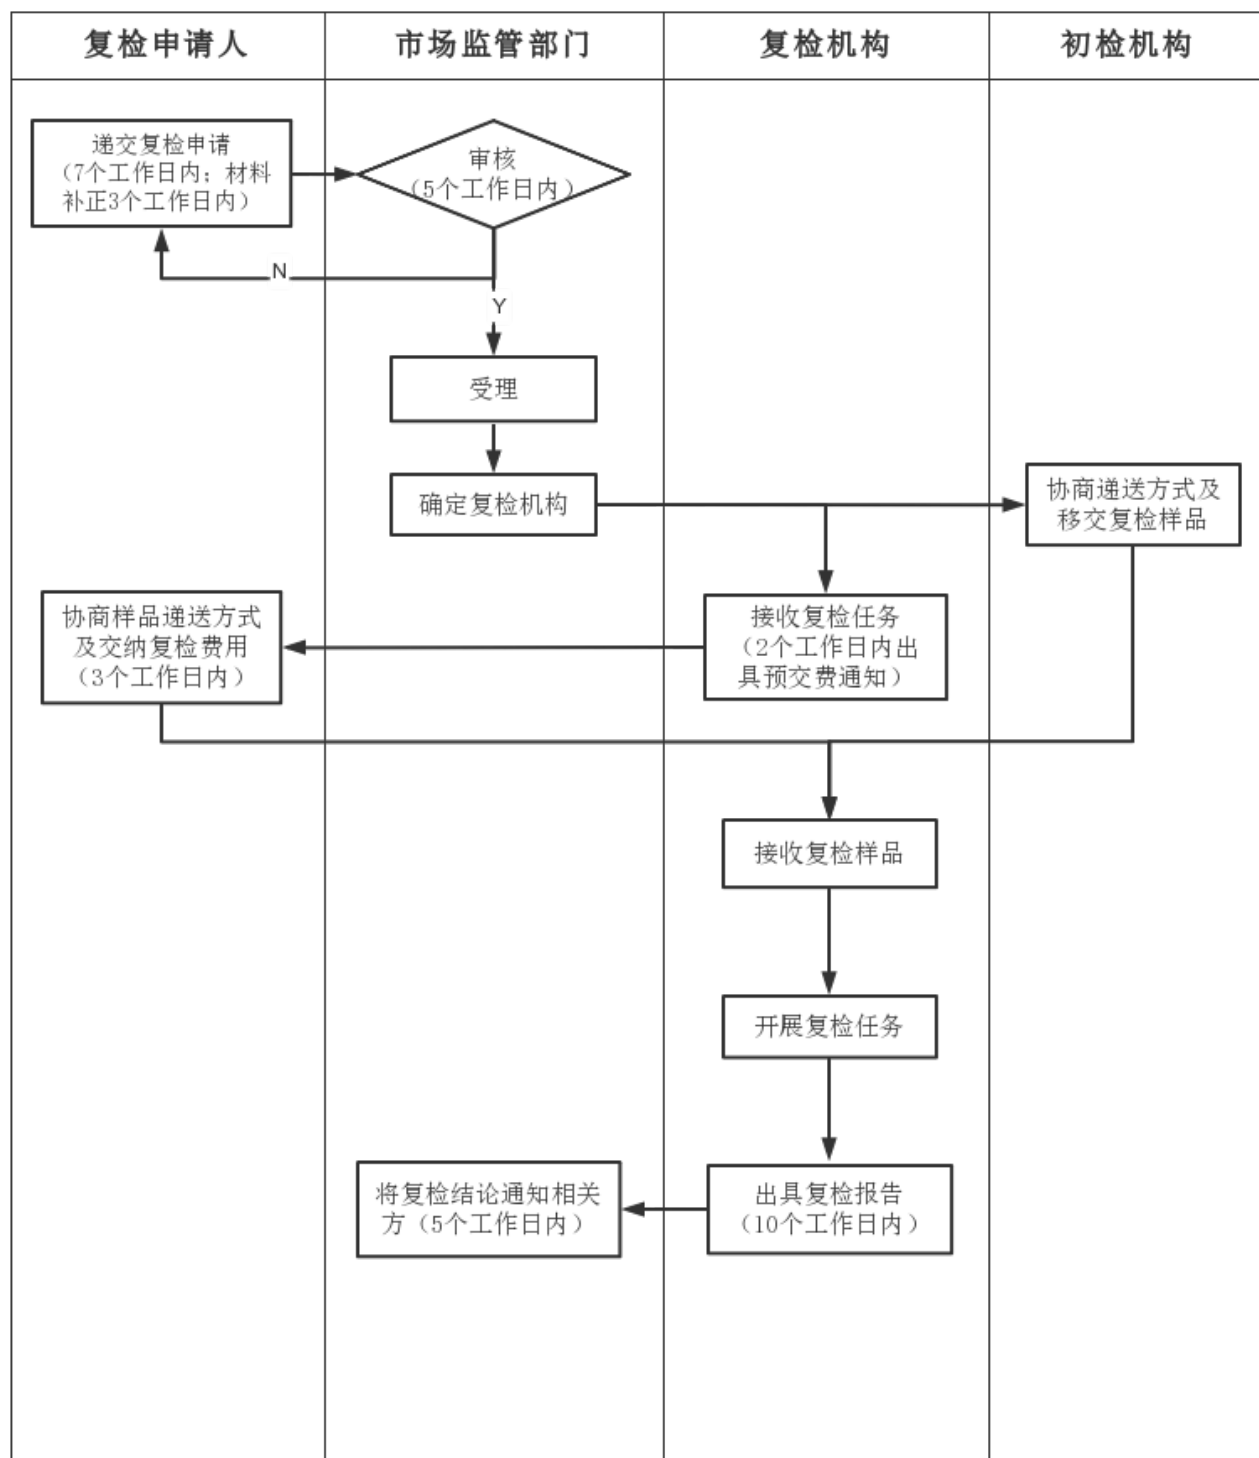 复检申请人
市场监管部门
复检机构
初检机构
递交复检申请
（7个工作日内；材料
补正3个工作日内）
审核
（5个工作日内）
N
Y
受理
确定复检机构
协商递送方式及
移交复检样品
协商样品递送方式
及交纳复检费用
（3个工作日内）
接收复检任务
（2个工作日内出
具预交费通知）
接收复检样品
开展复检任务
将复检结论通知相关
方（5个工作日内）
出具复检报告
（10个工作日内）